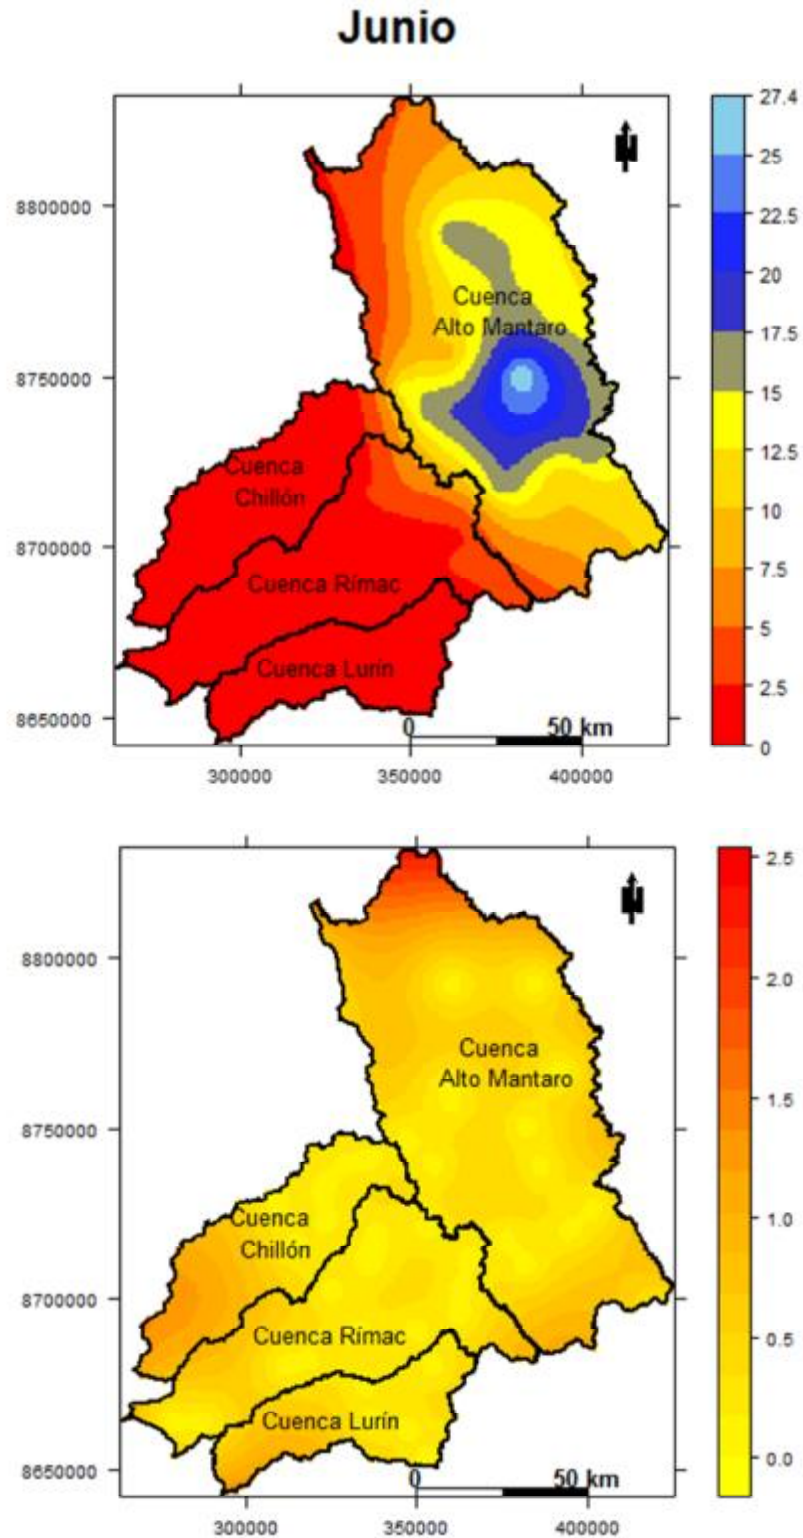 Junio
27.4
25
22.5
20
17.5
15
12.5
10
7.5
5
2.5
0
8800000
8750000
8700000
8650000
Cuenca
Alto Mantaro
Cuenca
Chillón
Cuenca Rímac
Cuenca Lurín
0 50 km
300000 350000 400000
2.5
2.0
1.5
1.0
0.5
0.0
8800000
8750000
8700000
8650000
Cuenca
Alto Mantaro
Cuenca
Chillón
Cuenca Rímac
Cuenca Lurín
0 50 km
300000 350000 400000